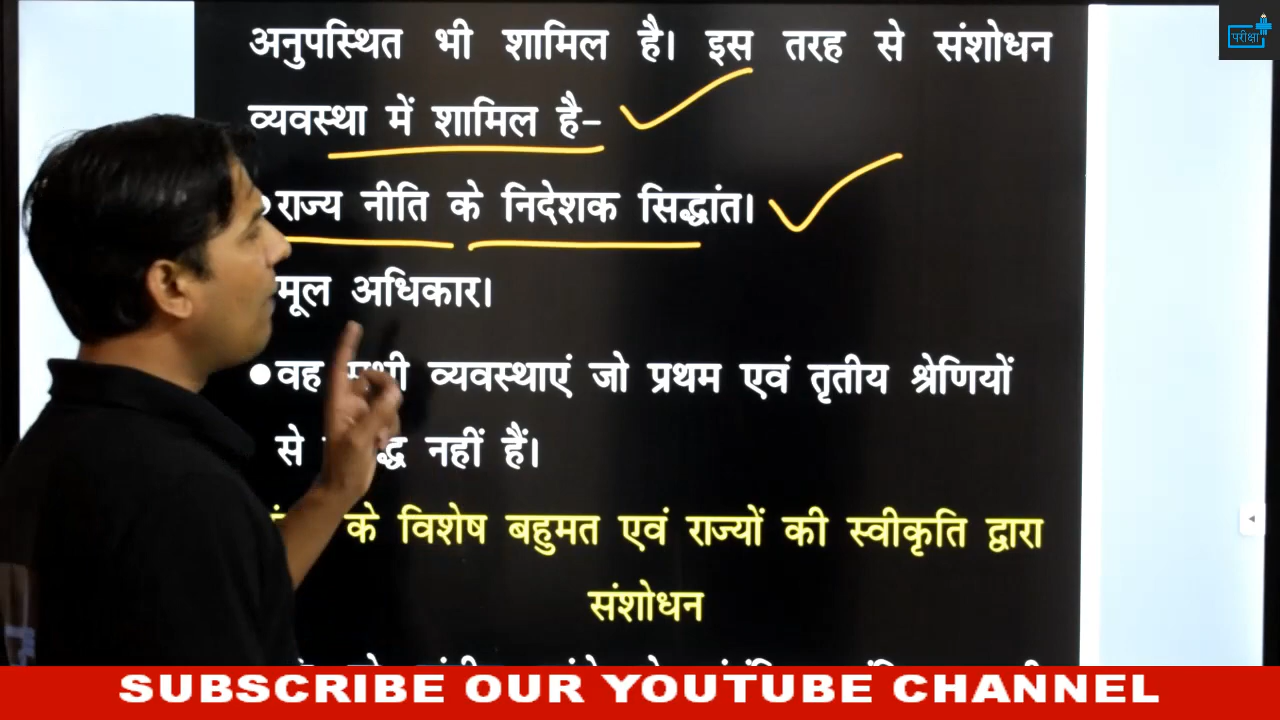 परीक्षा
अनुपस्थित भी शामिल है। इस तरह से संशोधन
व्यवस्था में शामिल है-
●राज्य नीति के निदेशक सिद्धांत।
मूल अधिकार।
●वह सभी व्यवस्थाएं जो प्रथम एवं तृतीय श्रेणियों
से नहीं हैं।
के विशेष बहुमत एवं राज्यों की स्वीकृति द्वारा
संशोधन
SUBSCRIBE OUR YOUTUBE CHANNEL